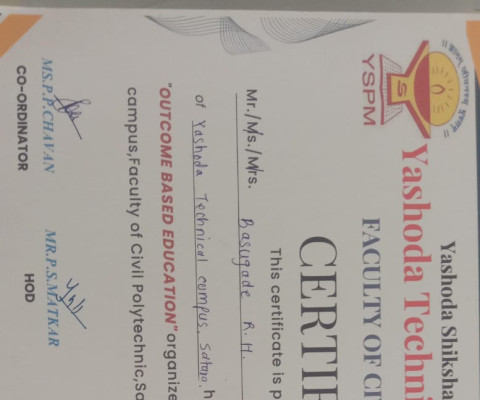 Yashoda Shiksha
YSPM
Yashoda Techni
FACULTY OF CI
CERTIF
This certificate is p
Mr./Ms./Mrs. Basugade R.H.
of Yashoda Technical campus, Satara. h
"OUTCOME BASED EDUCATION" organize
campus,Faculty of Civil Polytechnic,Sa
MS.P.P.CHAVAN MR.P.S.MATKAR
CO-ORDINATOR HOD